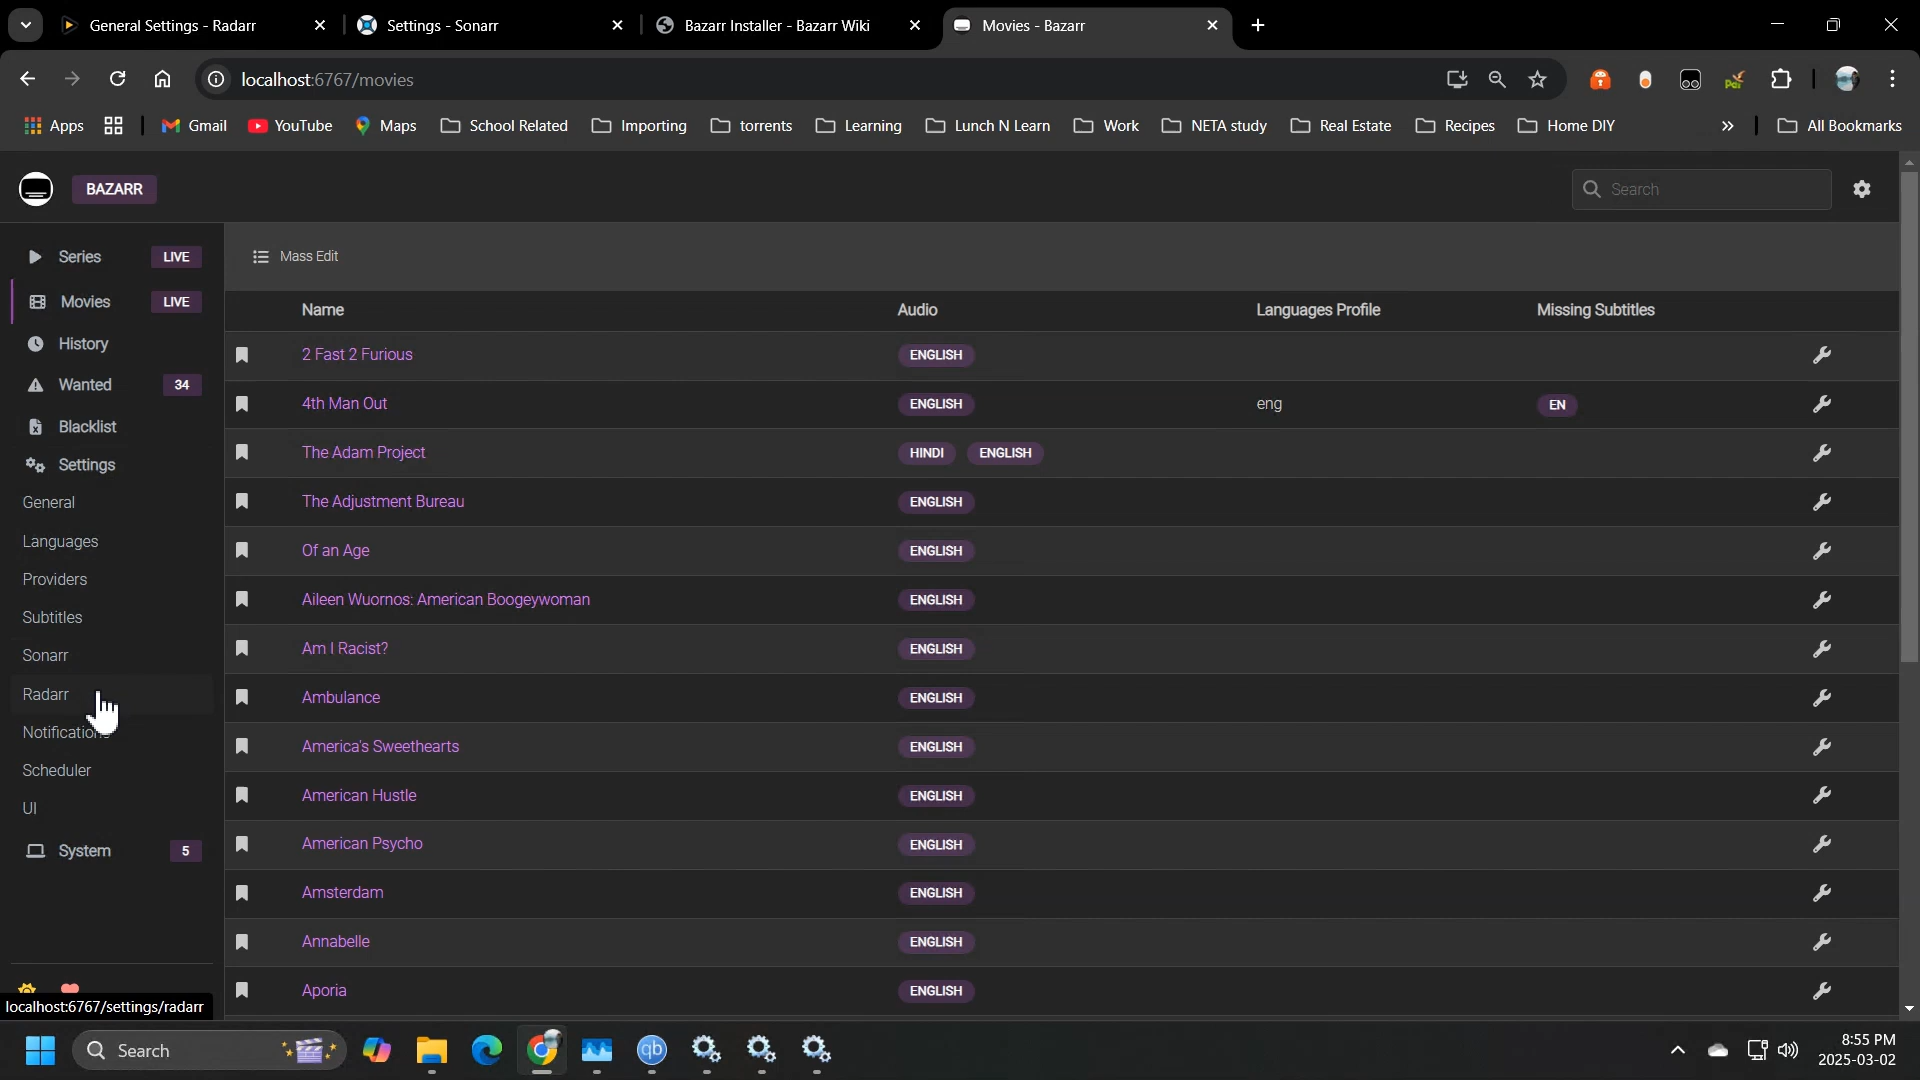 General Settings - Radarr
Settings - Sonarr
Bazarr Installer - Bazarr Wiki
Movies - Bazarr
localhost:6767/movies
Apps
Gmail
YouTube
Maps
School Related
Importing
torrents
Learning
Lunch N Learn
Work
NETA study
Real Estate
Recipes
Home DIY
All Bookmarks
BAZARR
Search
Series LIVE
Movies LIVE
History
Wanted 34
Blacklist
Settings
General
Languages
Providers
Subtitles
Sonarr
Radarr
Notifications
Scheduler
UI
System 5
localhost:6767/settings/radarr
Mass Edit
Name Audio Languages Profile Missing Subtitles
2 Fast 2 Furious ENGLISH
4th Man Out ENGLISH eng EN
The Adam Project HINDI ENGLISH
The Adjustment Bureau ENGLISH
Of an Age ENGLISH
Aileen Wuornos: American Boogeywoman ENGLISH
Am I Racist? ENGLISH
Ambulance ENGLISH
America's Sweethearts ENGLISH
American Hustle ENGLISH
American Psycho ENGLISH
Amsterdam ENGLISH
Annabelle ENGLISH
Aporia ENGLISH
Search
qb
8:55 PM
2025-03-02